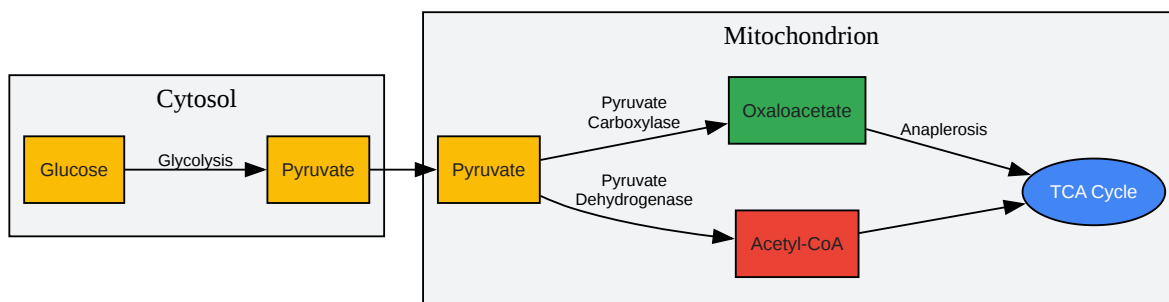 Mitochondrion
Cytosol
Glucose
Glycolysis
Pyruvate
Pyruvate
Pyruvate
Carboxylase
Oxaloacetate
Anaplerosis
Pyruvate
Dehydrogenase
Acetyl-CoA
TCA Cycle